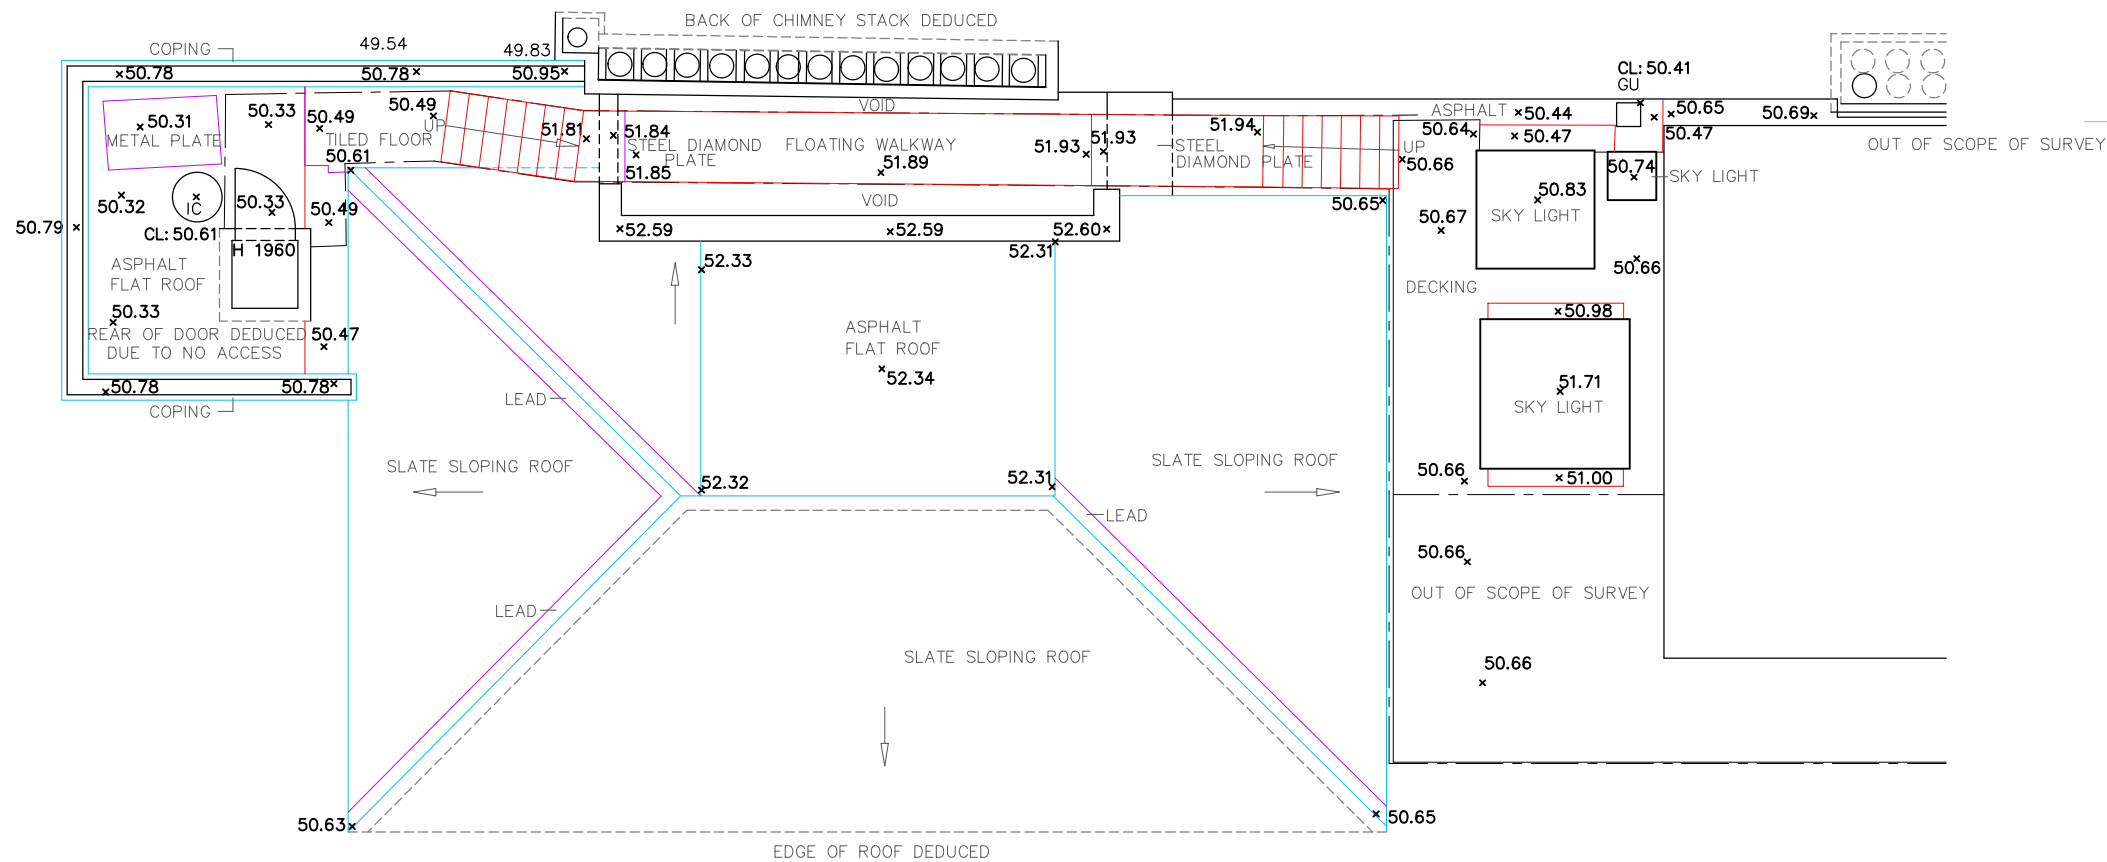 BACK OF CHIMNEY STACK DEDUCED
COPING
49.54
49.83
50.78
50.78
50.95
CL: 50.41
GU
VOID
ASPHALT
50.44
50.65
50.69
50.31
METAL PLATE
50.33
50.49
TILED FLOOR
50.49
UP
51.81
51.84
STEEL DIAMOND
PLATE
51.85
FLOATING WALKWAY
51.89
51.93
51.93
STEEL
DIAMOND PLATE
51.94
UP
50.66
50.64
50.47
50.47
OUT OF SCOPE OF SURVEY
50.61
50.74
SKY LIGHT
50.83
SKY LIGHT
50.32
IC
50.33
50.49
VOID
50.65
50.67
50.79
CL: 50.61
H 1960
52.59
52.59
52.60
52.31
52.33
50.66
ASPHALT
FLAT ROOF
50.33
DECKING
REAR OF DOOR DEDUCED
DUE TO NO ACCESS
50.47
ASPHALT
FLAT ROOF
52.34
50.98
51.71
SKY LIGHT
50.78
50.78
COPING
LEAD
SLATE SLOPING ROOF
SLATE SLOPING ROOF
52.32
52.31
50.66
51.00
LEAD
50.66
OUT OF SCOPE OF SURVEY
LEAD
SLATE SLOPING ROOF
50.66
50.63
50.65
EDGE OF ROOF DEDUCED